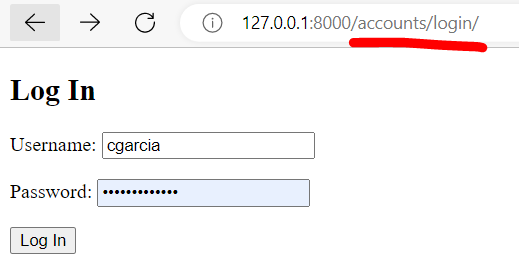 127.0.0.1:8000/accounts/login/
Log In
Username: cgarcia
Password: •••••••••••••
Log In